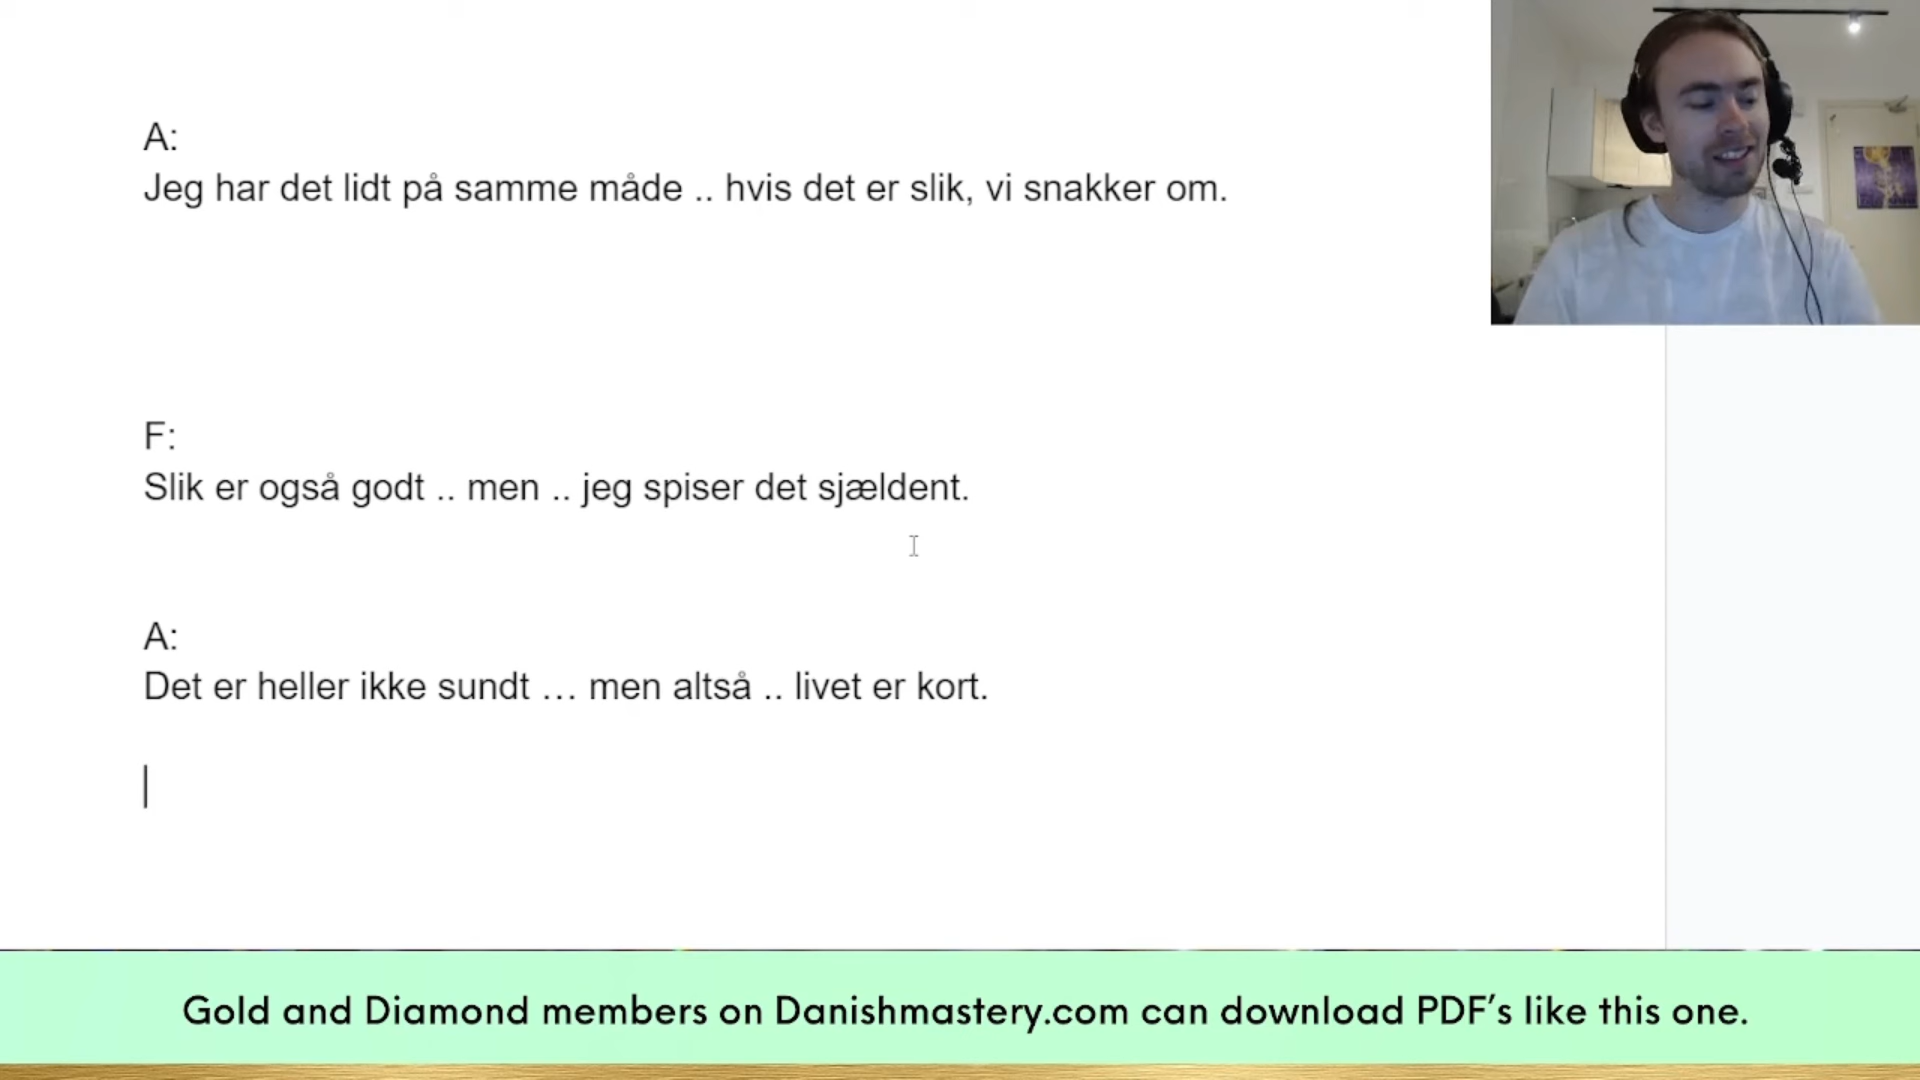 A:
Jeg har det lidt på samme måde .. hvis det er slik, vi snakker om.
F:
Slik er også godt .. men .. jeg spiser det sjældent.
A:
Det er heller ikke sundt … men altså .. livet er kort.
Gold and Diamond members on Danishmastery.com can download PDF’s like this one.